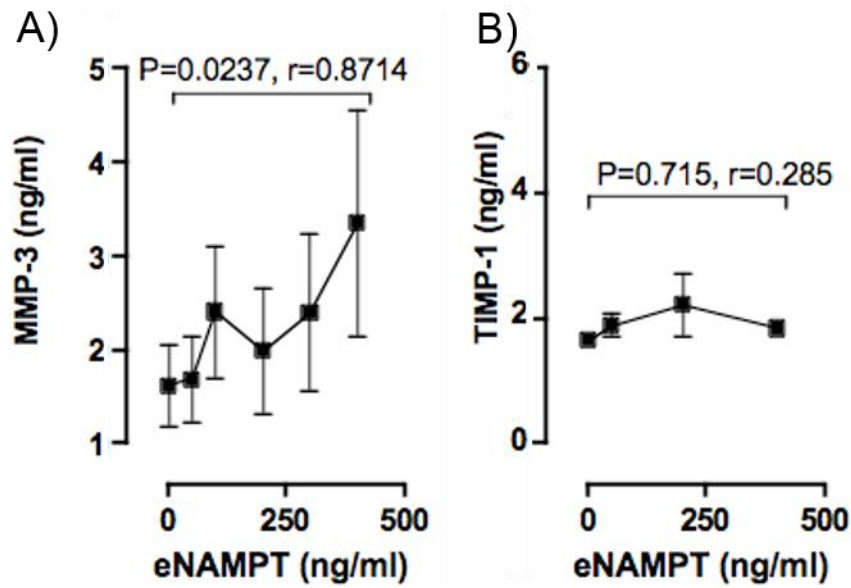 A)
P=0.0237, r=0.8714
MMP-3 (ng/ml)
5
4
3
2
1
0 250 500
eNAMPT (ng/ml)
B)
P=0.715, r=0.285
TIMP-1 (ng/ml)
6
4
2
0
0 250 500
eNAMPT (ng/ml)